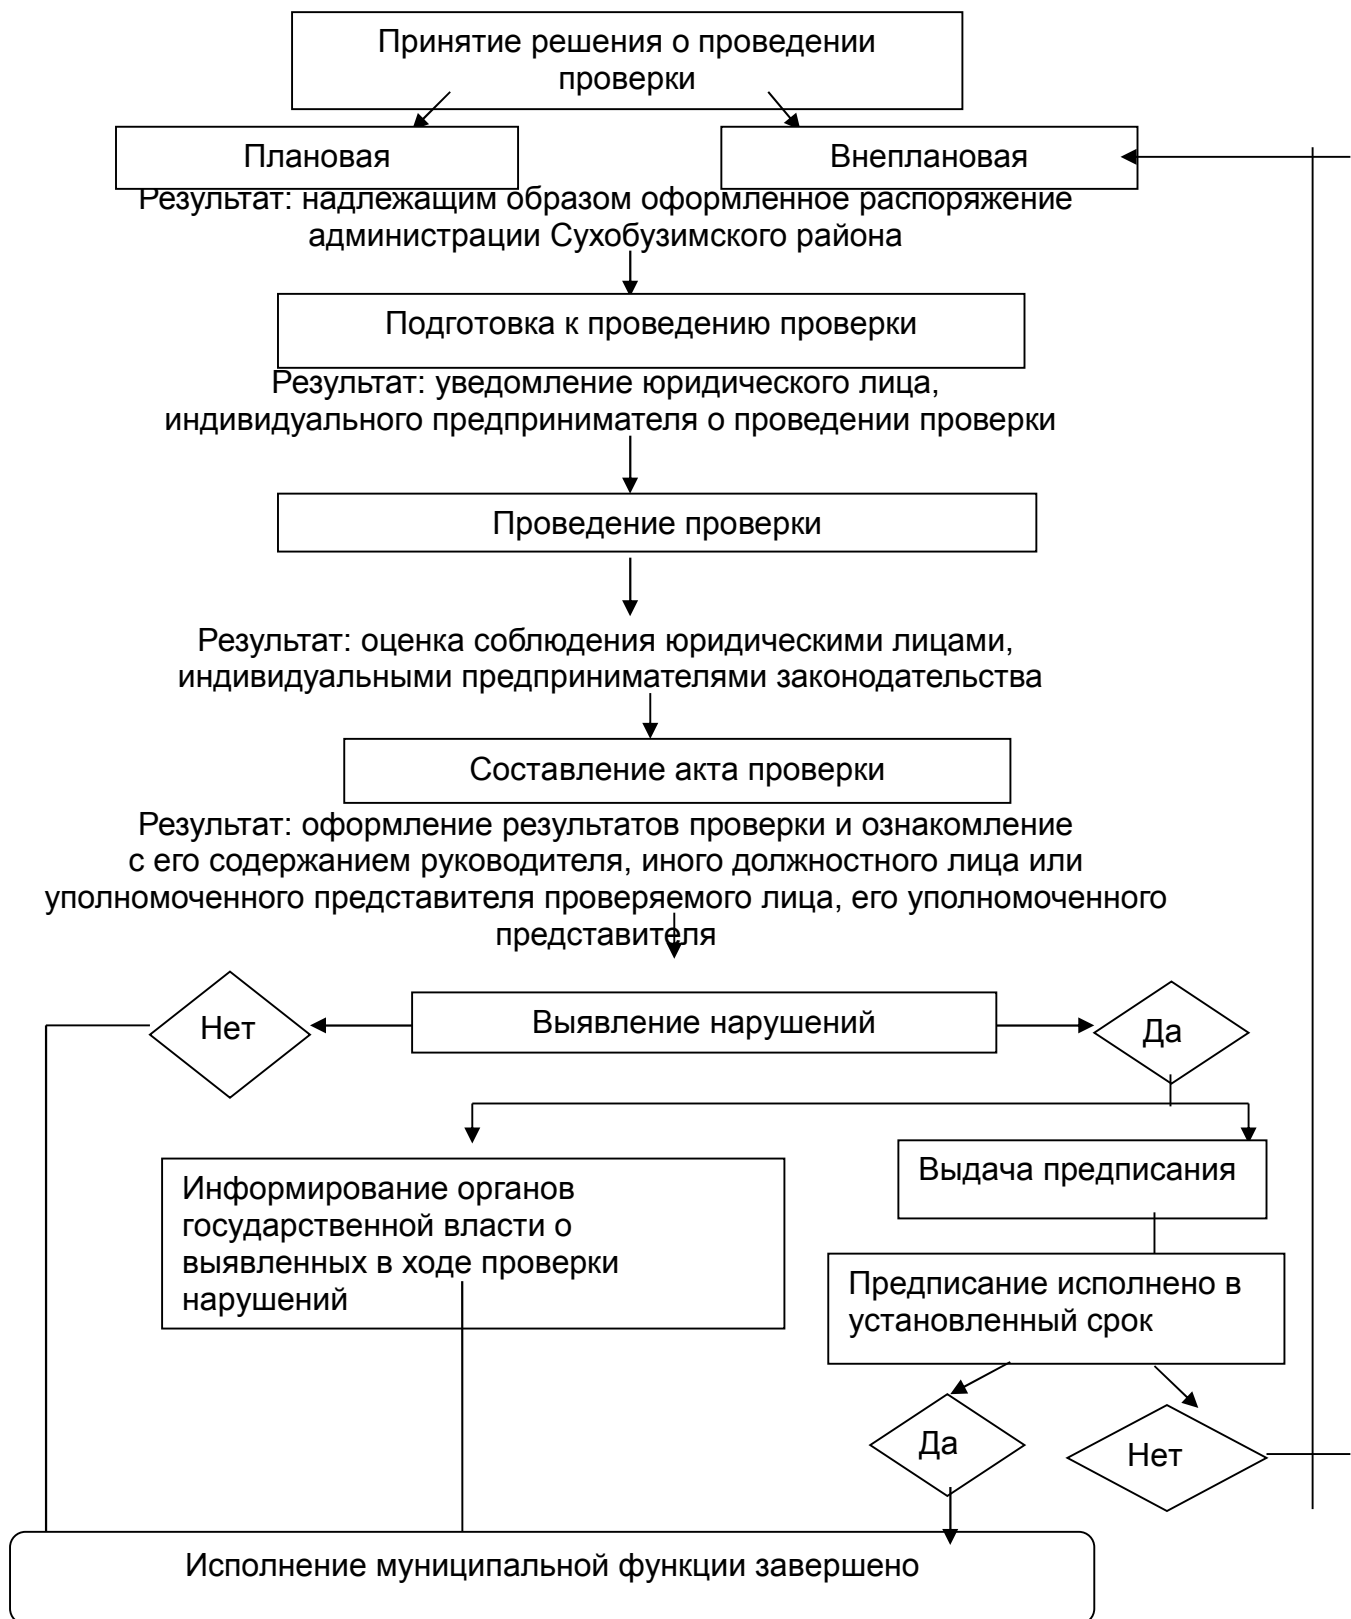 Принятие решения о проведении
проверки
Плановая
Внеплановая
Результат: надлежащим образом оформленное распоряжение
администрации Сухобузимского района
Подготовка к проведению проверки
Результат: уведомление юридического лица,
индивидуального предпринимателя о проведении проверки
Проведение проверки
Результат: оценка соблюдения юридическими лицами,
индивидуальными предпринимателями законодательства
Составление акта проверки
Результат: оформление результатов проверки и ознакомление
с его содержанием руководителя, иного должностного лица или
уполномоченного представителя проверяемого лица, его уполномоченного
представителя
Нет
Выявление нарушений
Да
Информирование органов
государственной власти о
выявленных в ходе проверки
нарушений
Выдача предписания
Предписание исполнено в
установленный срок
Да
Нет
Исполнение муниципальной функции завершено